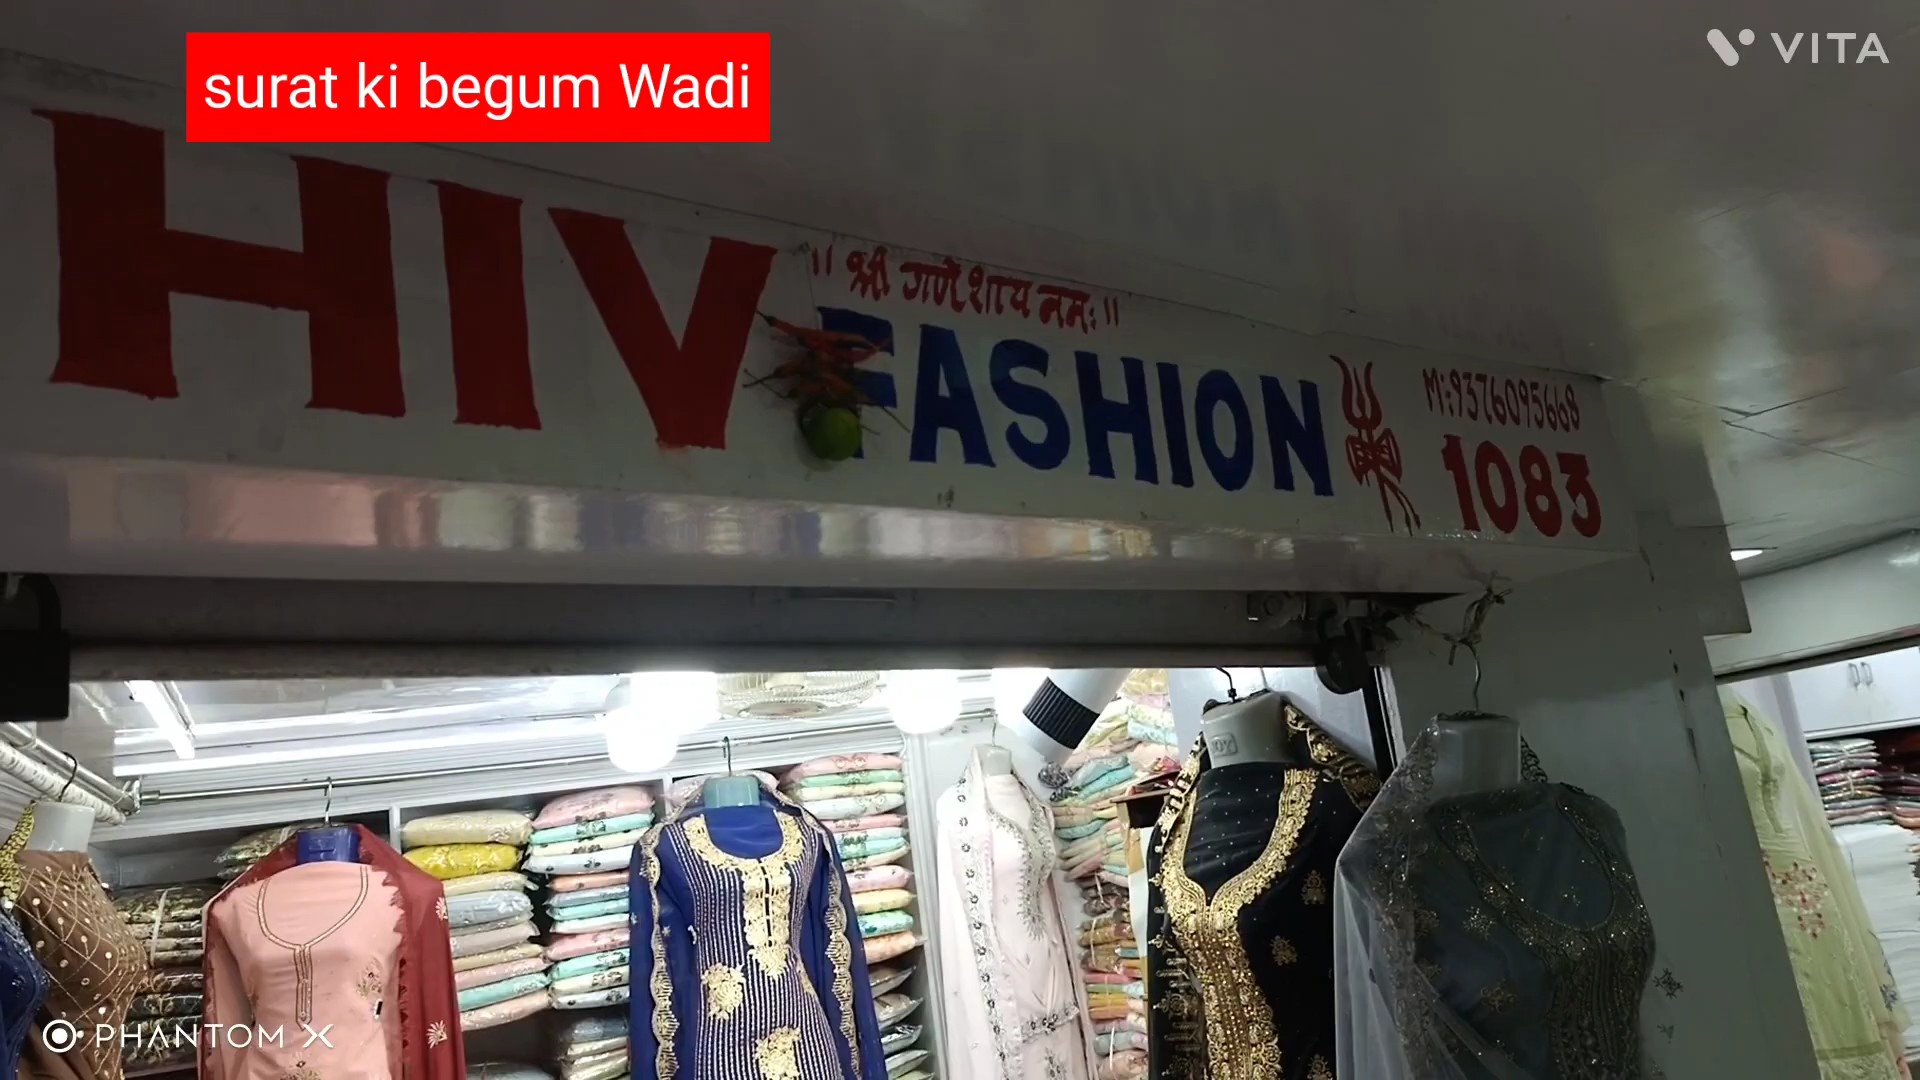 surat ki begum Wadi
VITA
HIV
॥ श्री गणेशाय नमः ॥
FASHION
M:9376095668
1083
PHANTOM X